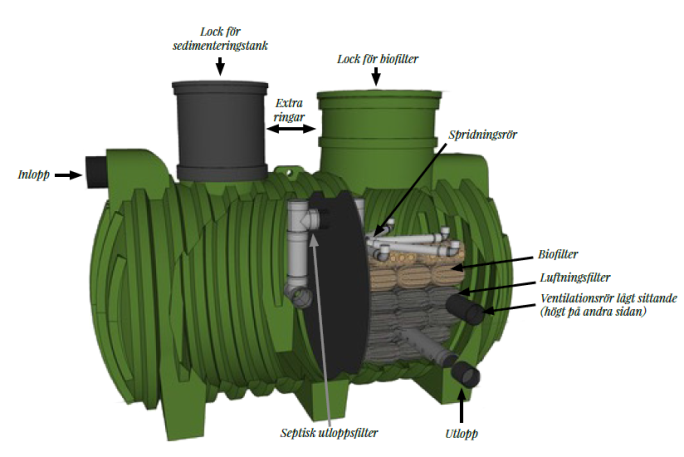 Lock för
sedimenteringstank
Lock för biofilter
Extra
ringar
Spridningsrör
Inlopp
Biofilter
Luftningsfilter
Ventilationsrör lågt sittande
(högt på andra sidan)
Septisk utloppsfilter
Utlopp